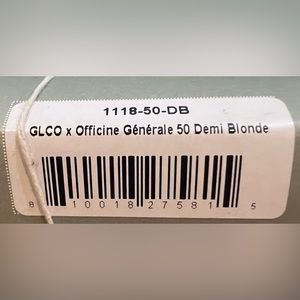 1118-50-DB
GLCO x Officine Générale 50 Demi Blonde
8 10018 27581 5